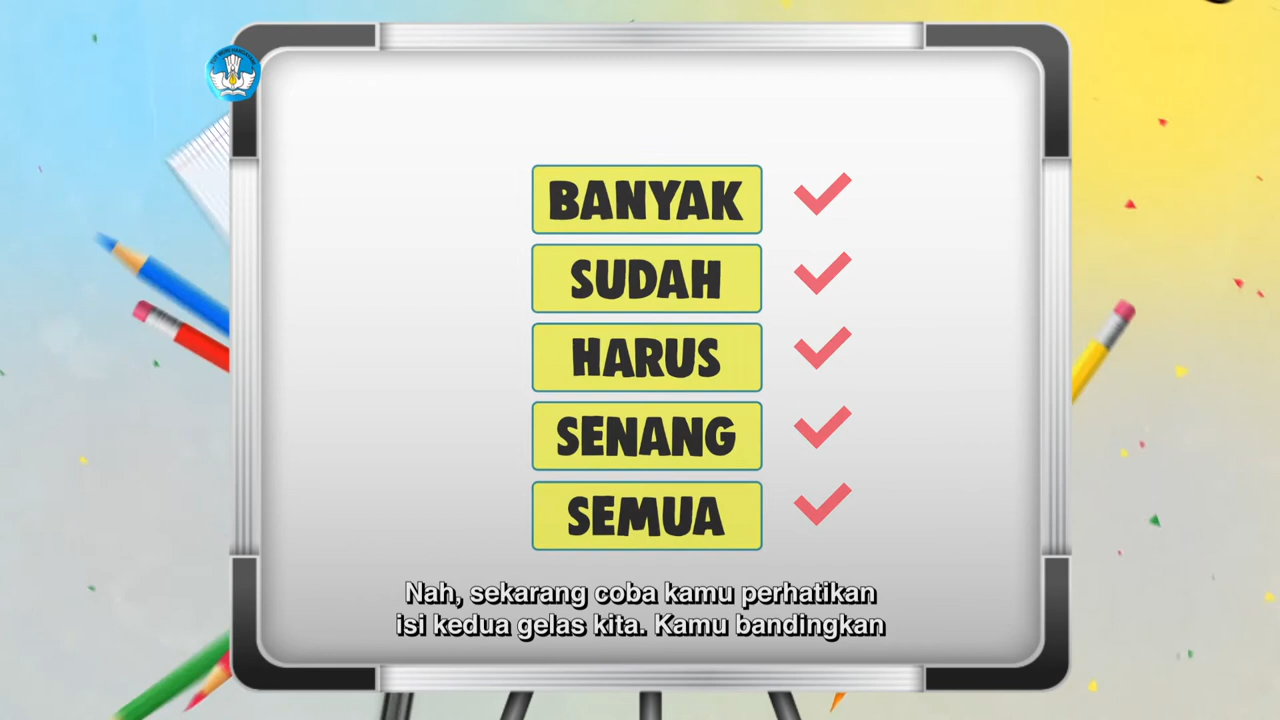 BANYAK
SUDAH
HARUS
SENANG
SEMUA
Nah, sekarang coba kamu perhatikan
isi kedua gelas kita. Kamu bandingkan